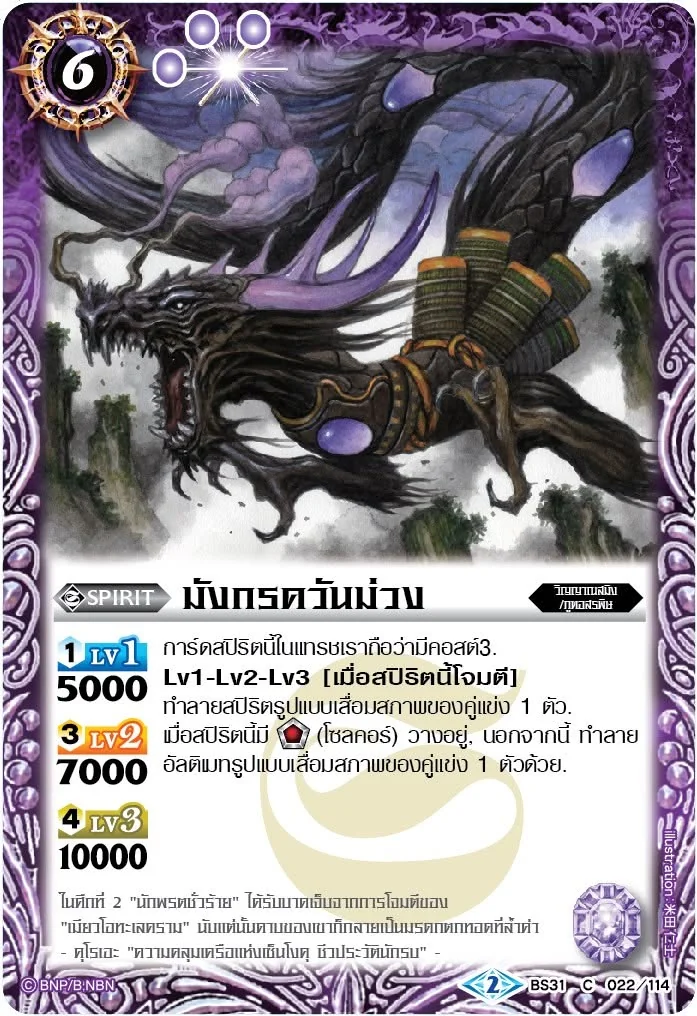 6
SPIRIT
มังกรควันม่วง
วิญญาณสมิง
/ภูตอสรพิษ
1 LV1
5000
3 LV2
7000
4 LV3
10000
การ์ดสปิริตนี้ในแทรชเราถือว่ามีคอสต์3.
Lv1-Lv2-Lv3 [เมื่อสปิริตนี้โจมตี]
ทำลายสปิริตรูปแบบเสื่อมสภาพของคู่แข่ง 1 ตัว.
เมื่อสปิริตนี้มี (โซลคอร์) วางอยู่, นอกจากนี้ ทำลาย
อัลติเมทรูปแบบเสื่อมสภาพของคู่แข่ง 1 ตัวด้วย.
ในศึกที่ 2 "นักพรตชั่วร้าย" ได้รับบาดเจ็บจากการโจมตีของ
"เมียวโอทะเลคราม" นับแต่นั้นดาบของเขาก็กลายเป็นมรดกตกทอดที่ล้ำค่า
- คุโรเอะ "ความคลุมเครือแห่งเซ็นโงคุ ชีวประวัตินักรบ" -
illustration:米田仁士
©BNP/B:NBN
2 BS31 C 022/114